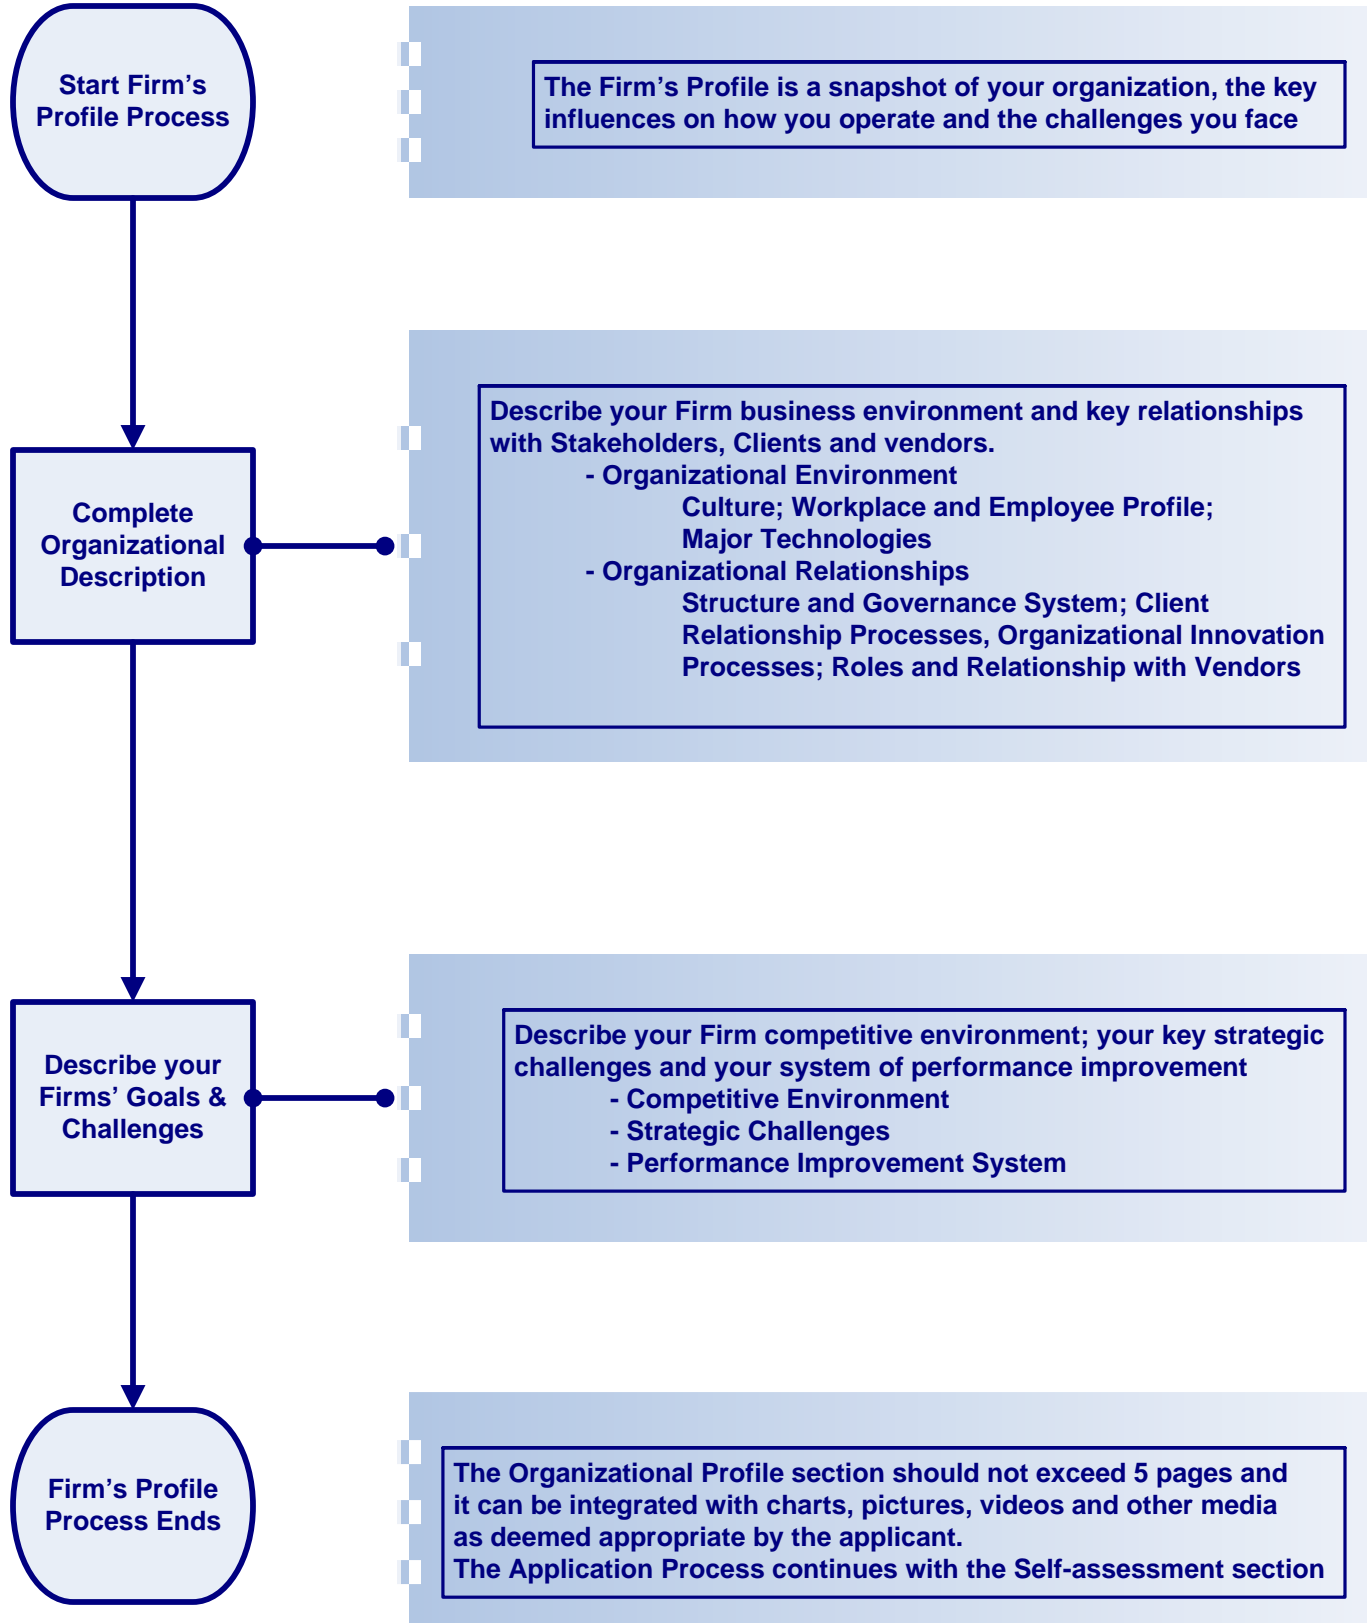 Start Firm’s
Profile Process
The Firm’s Profile is a snapshot of your organization, the key
influences on how you operate and the challenges you face
Complete
Organizational
Description
Describe your Firm business environment and key relationships
with Stakeholders, Clients and vendors.
- Organizational Environment
Culture; Workplace and Employee Profile;
Major Technologies
- Organizational Relationships
Structure and Governance System; Client
Relationship Processes, Organizational Innovation
Processes; Roles and Relationship with Vendors
Describe your
Firms’ Goals &
Challenges
Describe your Firm competitive environment; your key strategic
challenges and your system of performance improvement
- Competitive Environment
- Strategic Challenges
- Performance Improvement System
Firm’s Profile
Process Ends
The Organizational Profile section should not exceed 5 pages and
it can be integrated with charts, pictures, videos and other media
as deemed appropriate by the applicant.
The Application Process continues with the Self-assessment section